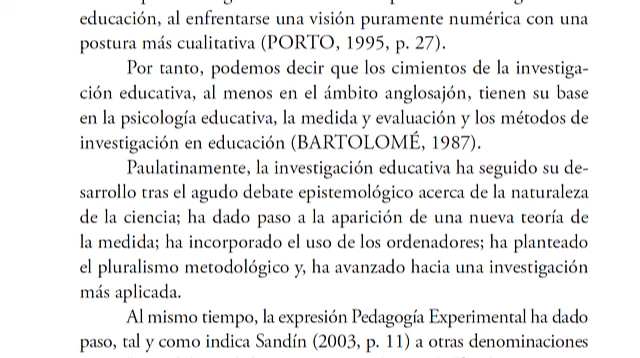 educación, al enfrentarse una visión puramente numérica con una
postura más cualitativa (PORTO, 1995, p. 27).
Por tanto, podemos decir que los cimientos de la investiga-
ción educativa, al menos en el ámbito anglosajón, tienen su base
en la psicología educativa, la medida y evaluación y los métodos de
investigación en educación (BARTOLOMÉ, 1987).
Paulatinamente, la investigación educativa ha seguido su de-
sarrollo tras el agudo debate epistemológico acerca de la naturaleza
de la ciencia; ha dado paso a la aparición de una nueva teoría de
la medida; ha incorporado el uso de los ordenadores; ha planteado
el pluralismo metodológico y, ha avanzado hacia una investigación
más aplicada.
Al mismo tiempo, la expresión Pedagogía Experimental ha dado
paso, tal y como indica Sandín (2003, p. 11) a otras denominaciones